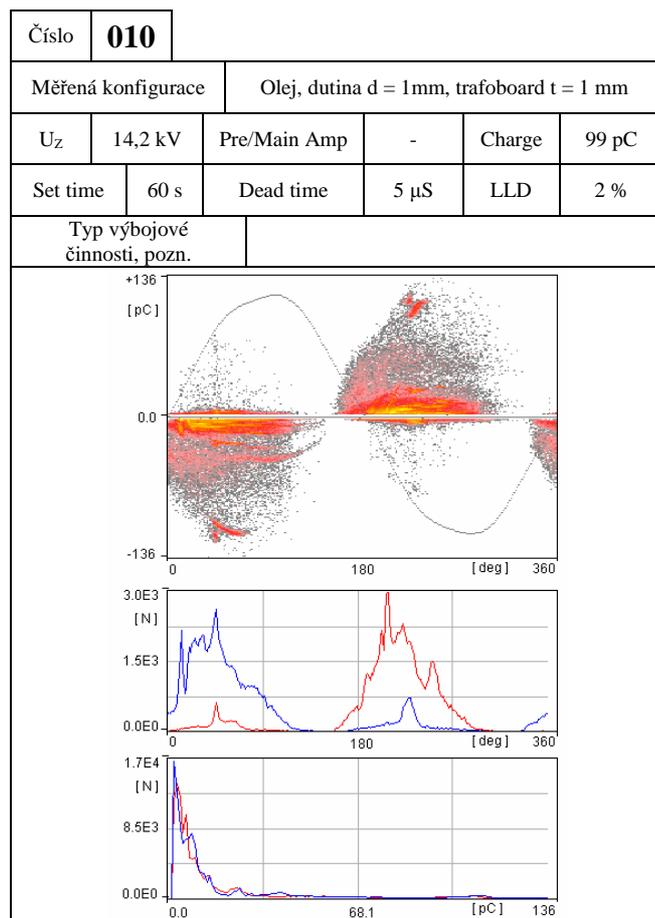 Číslo 010
Měřená konfigurace Olej, dutina d = 1mm, trafoboard t = 1 mm
UZ 14,2 kV Pre/Main Amp - Charge 99 pC
Set time 60 s Dead time 5 μS LLD 2 %
Typ výbojové
činnosti, pozn.
+136
[pC]
0.0
-136
0 180 [deg] 360
3.0E3
[N]
1.5E3
0.0E0
0 180 [deg] 360
1.7E4
[N]
8.5E3
0.0E0
0.0 68.1 [pC] 136